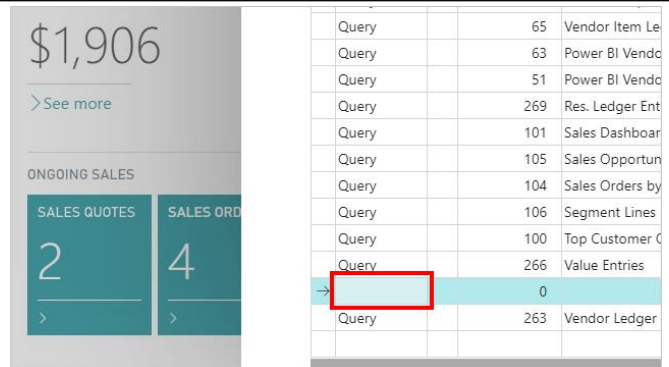 $1,906
See more
ONGOING SALES
SALES QUOTES SALES ORD
2 4
Query 65 Vendor Item Le
Query 63 Power BI Vendo
Query 51 Power BI Vendo
Query 269 Res. Ledger Ent
Query 101 Sales Dashboar
Query 105 Sales Opportun
Query 104 Sales Orders by
Query 106 Segment Lines
Query 100 Top Customer
Query 266 Value Entries
0
Query 263 Vendor Ledger